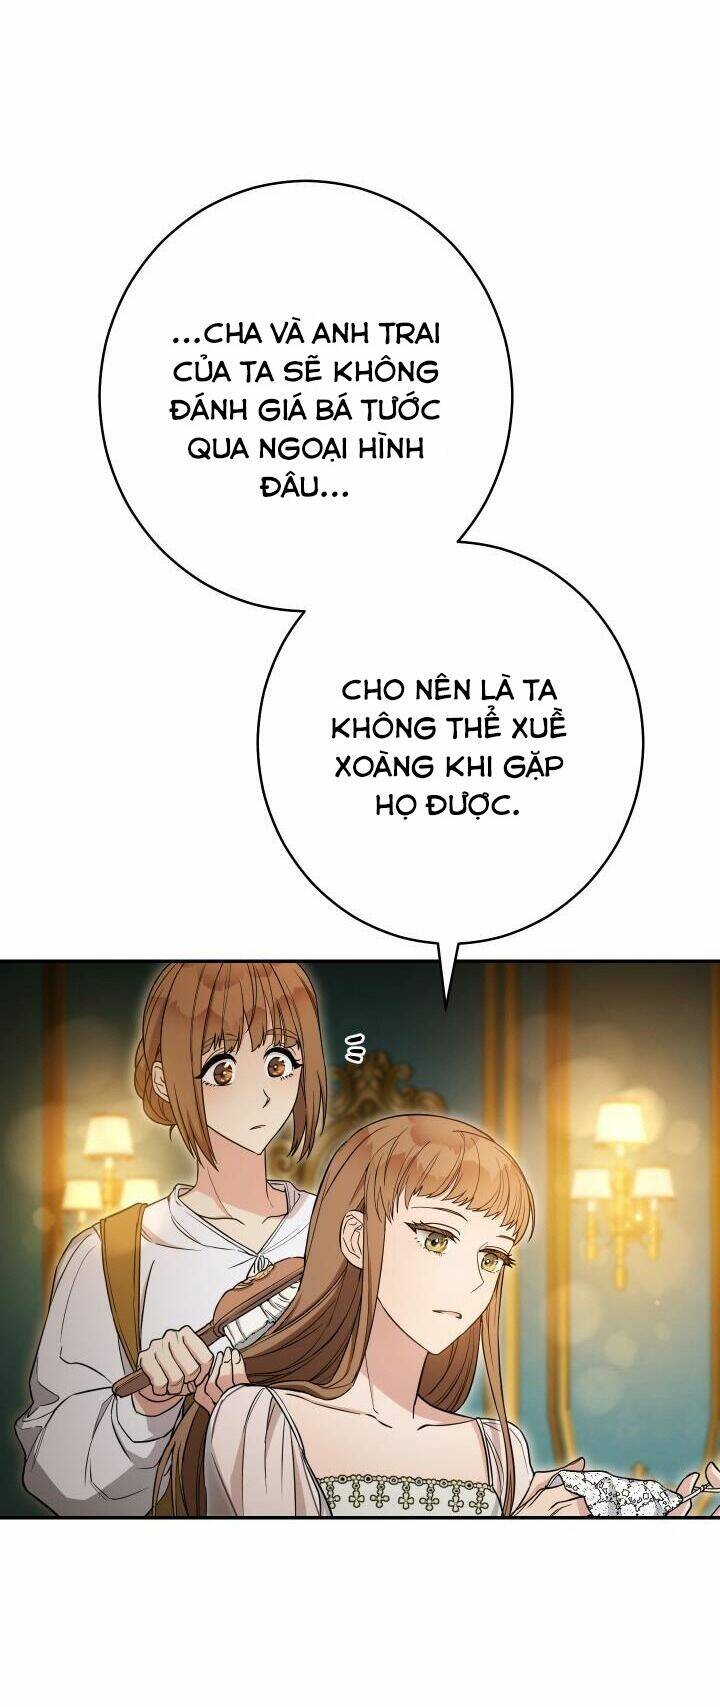 ...CHA VÀ ANH TRAI
CỦA TA SẼ KHÔNG
ĐÁNH GIÁ BÁ TƯỚC
QUA NGOẠI HÌNH
ĐÂU...
CHO NÊN LÀ TA
KHÔNG THỂ XUỀ
XOÀNG KHI GẶP
HỌ ĐƯỢC.